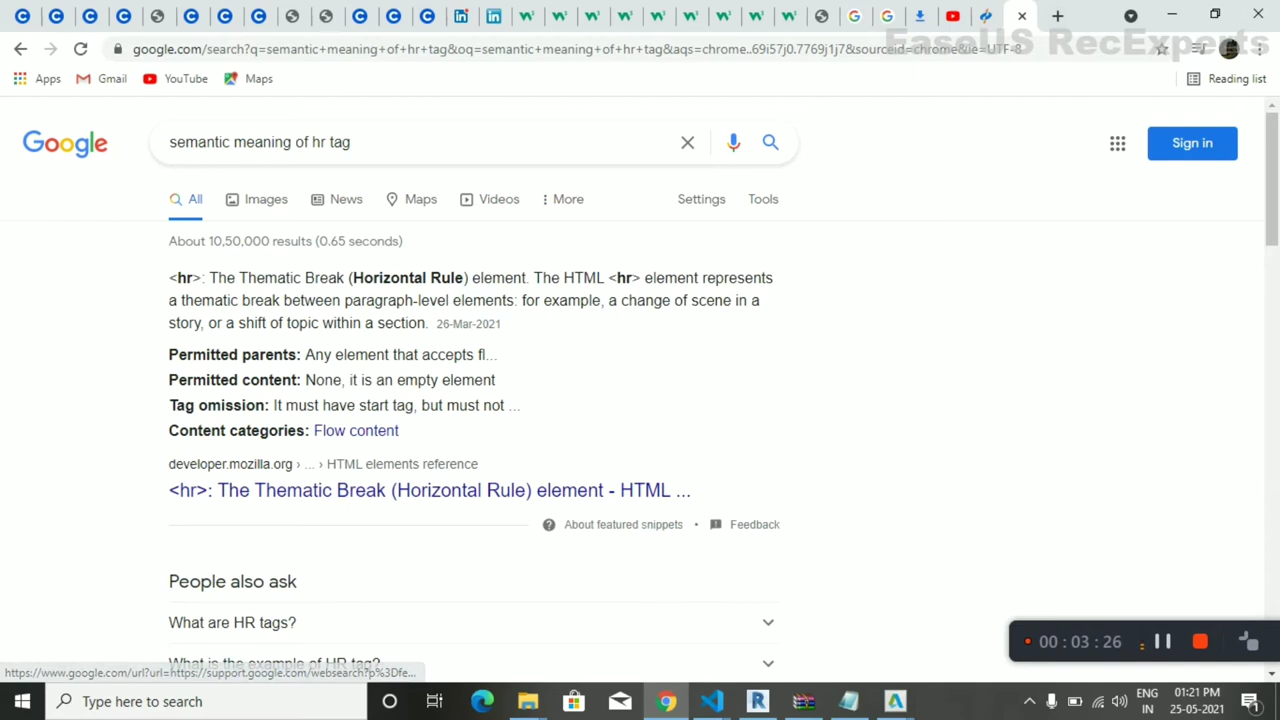 google.com/search?q=semantic+meaning+of+hr+tag&oq=semantic+meaning+of+hr+tag&aqs=chrome..69i57j0.7769j1j7&sourceid=chrome&ie=UTF-8
EaseUS RecExperts
Apps Gmail YouTube Maps Reading list
Google semantic meaning of hr tag Sign in
All Images News Maps Videos More Settings Tools
About 10,50,000 results (0.65 seconds)
<hr>: The Thematic Break (Horizontal Rule) element. The HTML <hr> element represents
a thematic break between paragraph-level elements: for example, a change of scene in a
story, or a shift of topic within a section. 26-Mar-2021
Permitted parents: Any element that accepts fl...
Permitted content: None, it is an empty element
Tag omission: It must have start tag, but must not ...
Content categories: Flow content
developer.mozilla.org › ... › HTML elements reference
<hr>: The Thematic Break (Horizontal Rule) element - HTML ...
About featured snippets • Feedback
People also ask
What are HR tags?
00 : 03 : 26
What is the example of HR tag?
https://www.google.com/url?url=https://support.google.com/websearch?p%3Dfe...
Type here to search
ENG 01:21 PM
IN 25-05-2021